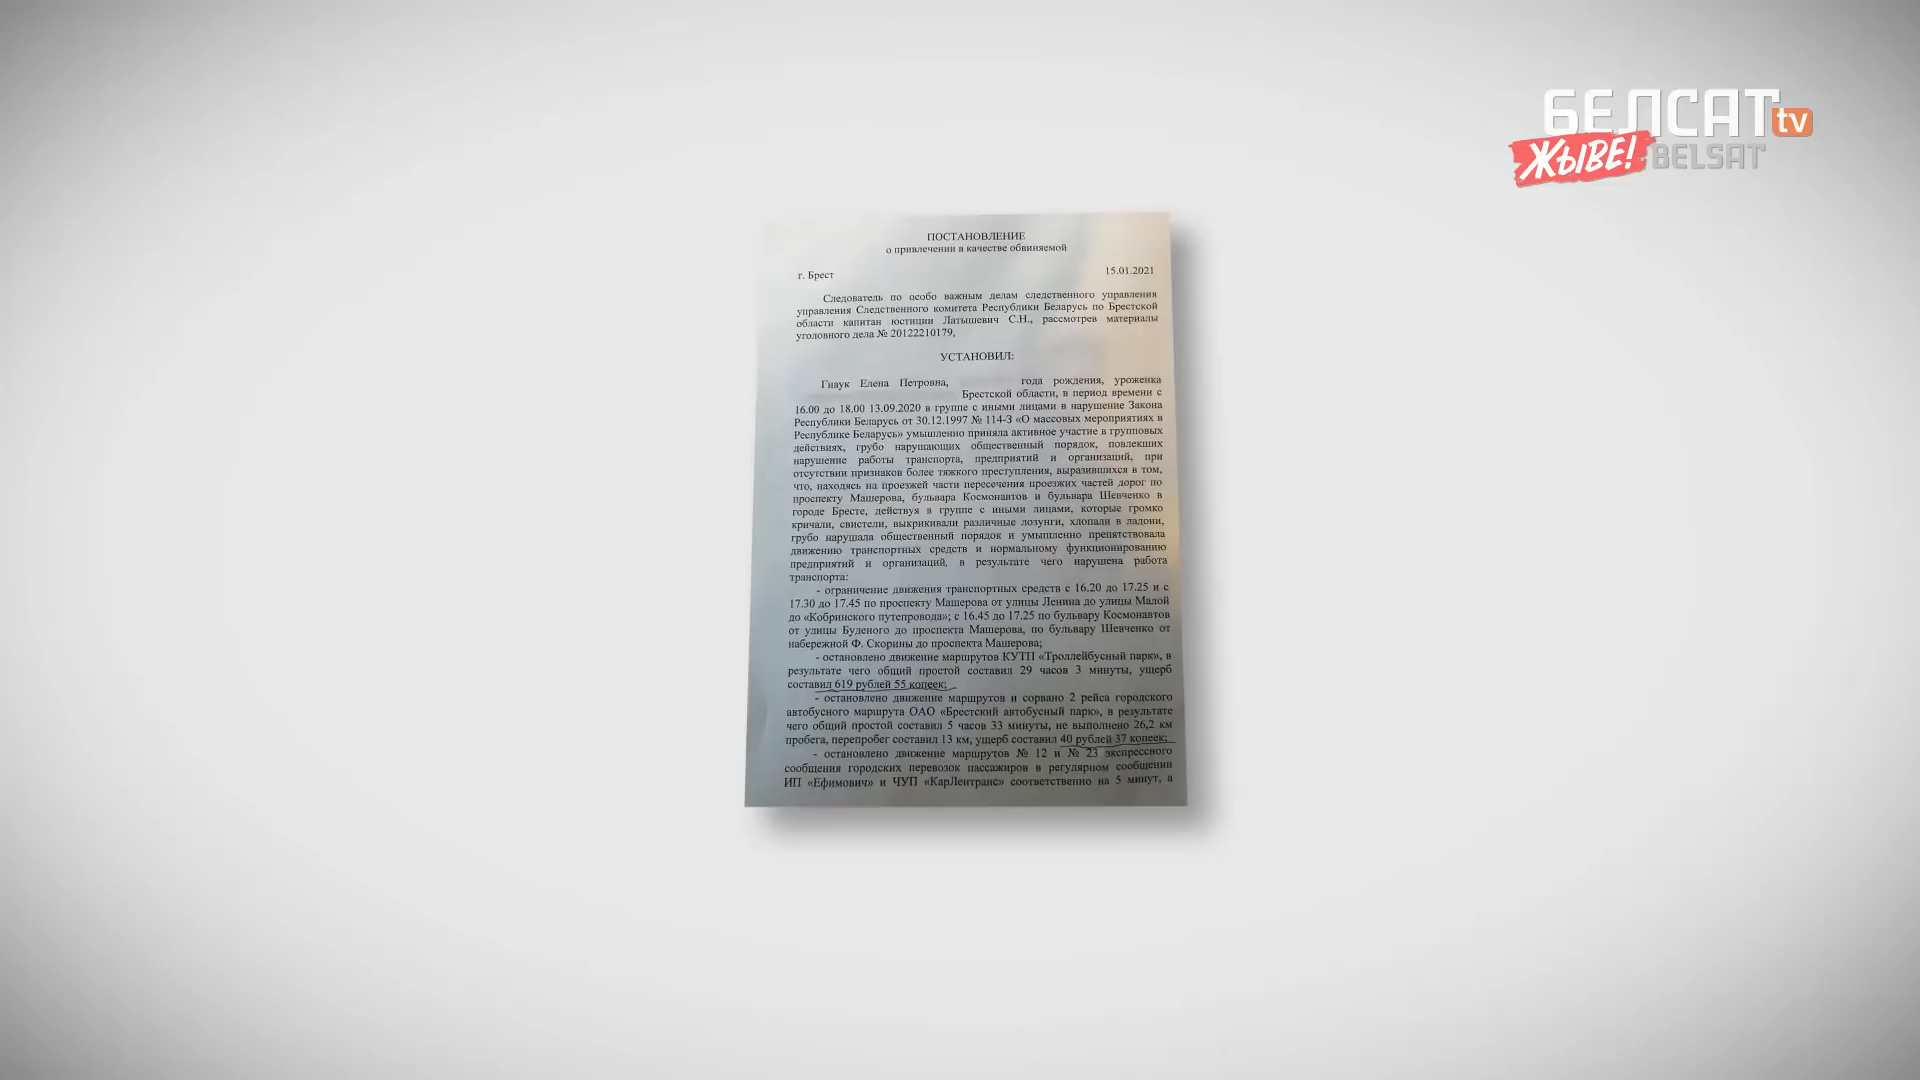 БЕЛСАТ tv
ЖЫВЕ! BELSAT
ПОСТАНОВЛЕНИЕ
о привлечении в качестве обвиняемой
г. Брест 15.01.2021
Следователь по особо важным делам следственного управления
управления Следственного комитета Республики Беларусь по Брестской
области капитан юстиции Латышевич С.Н., рассмотрев материалы
уголовного дела № 20122210179,
УСТАНОВИЛ:
Гнаук Елена Петровна, года рождения, уроженка
Брестской области, в период времени с
16.00 до 18.00 13.09.2020 в группе с иными лицами в нарушение Закона
Республики Беларусь от 30.12.1997 № 114-З «О массовых мероприятиях в
Республике Беларусь» умышленно приняла активное участие в групповых
действиях, грубо нарушающих общественный порядок, повлекших
нарушение работы транспорта, предприятий и организаций, при
отсутствии признаков более тяжкого преступления, выразившихся в том,
что, находясь на проезжей части пересечения проезжих частей дорог по
проспекту Машерова, бульвара Космонавтов и бульвара Шевченко в
городе Бресте, действуя в группе с иными лицами, которые громко
кричали, свистели, выкрикивали различные лозунги, хлопали в ладони,
грубо нарушала общественный порядок и умышленно препятствовала
движению транспортных средств и нормальному функционированию
предприятий и организаций, в результате чего нарушена работа
транспорта:
- ограничение движения транспортных средств с 16.20 до 17.25 и с
17.30 до 17.45 по проспекту Машерова от улицы Ленина до улицы Малой
до «Кобринского путепровода»; с 16.45 до 17.25 по бульвару Космонавтов
от улицы Буденого до проспекта Машерова, по бульвару Шевченко от
набережной Ф. Скорины до проспекта Машерова;
- остановлено движение маршрутов КУТП «Троллейбусный парк», в
результате чего общий простой составил 29 часов 3 минуты, ущерб
составил 619 рублей 55 копеек;
- остановлено движение маршрутов и сорвано 2 рейса городского
автобусного маршрута ОАО «Брестский автобусный парк», в результате
чего общий простой составил 5 часов 33 минуты, не выполнено 26,2 км
пробега, перепробег составил 13 км, ущерб составил 40 рублей 37 копеек;
- остановлено движение маршрутов № 12 и № 23 экспрессного
сообщения городских перевозок пассажиров в регулярном сообщении
ИП «Ефимович» и ЧУП «КарЛентранс» соответственно на 5 минут, а